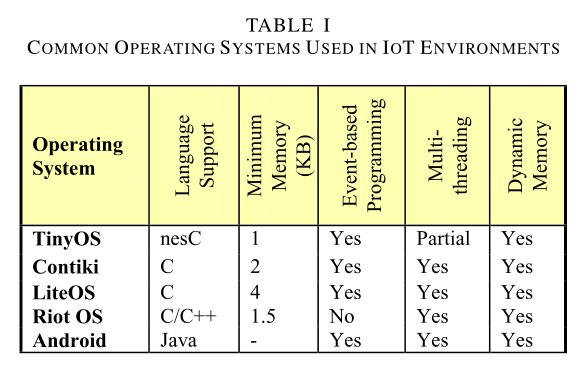 TABLE I
COMMON OPERATING SYSTEMS USED IN IOT ENVIRONMENTS
Operating System Language Support Minimum Memory (KB) Event-based Programming Multi-threading Dynamic Memory
TinyOS nesC 1 Yes Partial Yes
Contiki C 2 Yes Yes Yes
LiteOS C 4 Yes Yes Yes
Riot OS C/C++ 1.5 No Yes Yes
Android Java - Yes Yes Yes